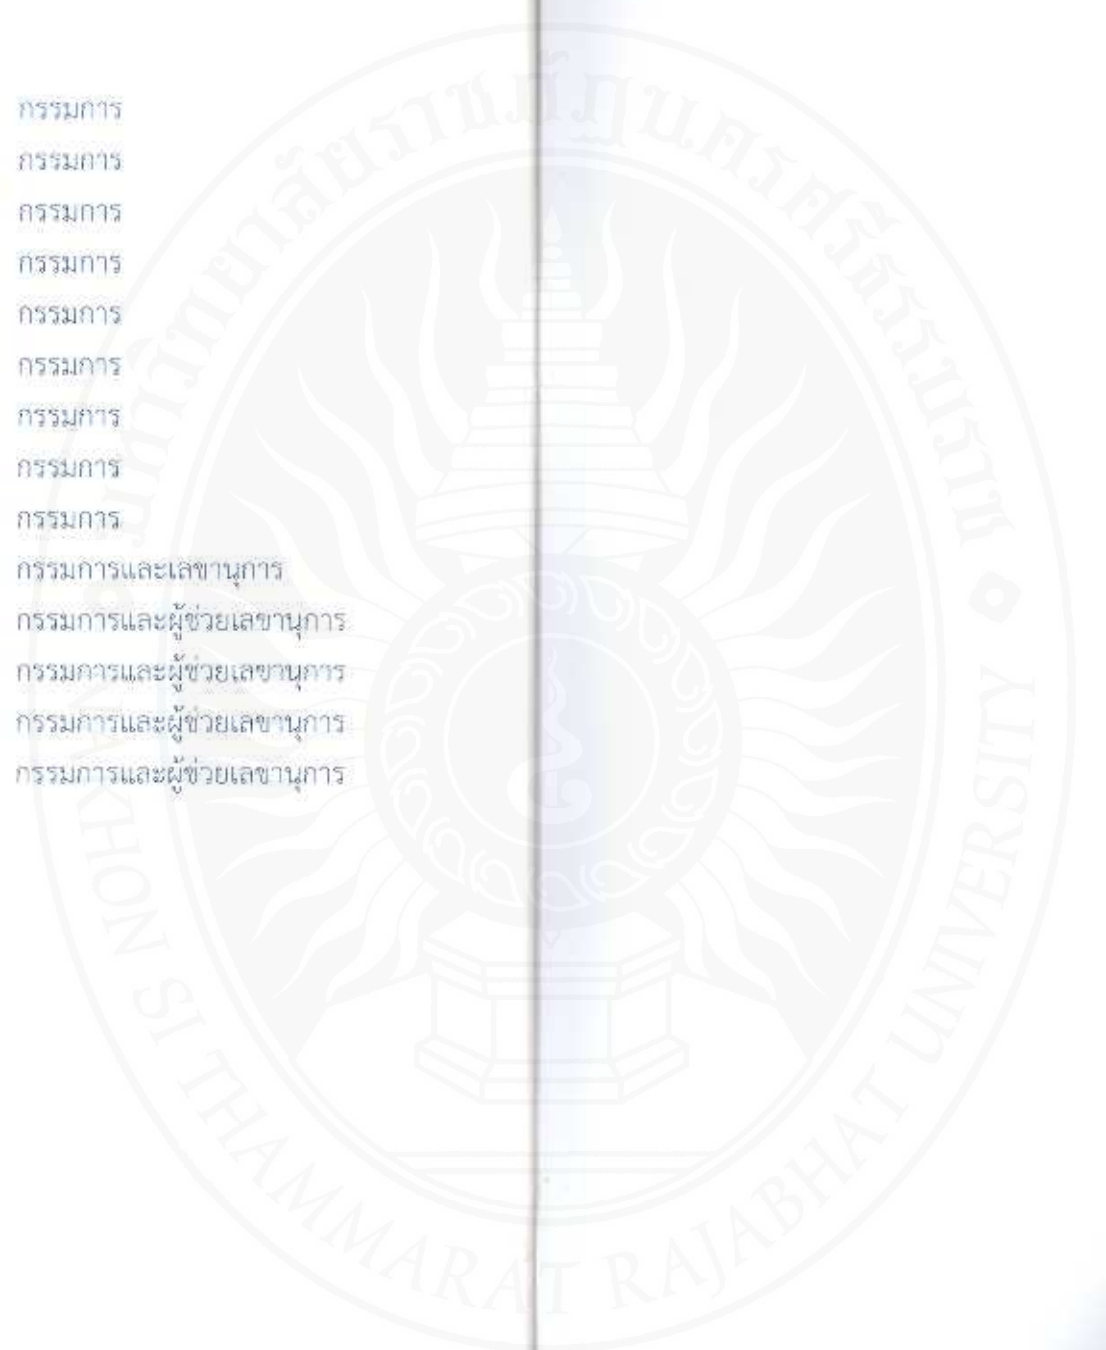 กรรมการ
กรรมการ
กรรมการ
กรรมการ
กรรมการ
กรรมการ
กรรมการ
กรรมการ
กรรมการ
กรรมการและเลขานุการ
กรรมการและผู้ช่วยเลขานุการ
กรรมการและผู้ช่วยเลขานุการ
กรรมการและผู้ช่วยเลขานุการ
กรรมการและผู้ช่วยเลขานุการ
มหาวิทยาลัยราชภัฏนครศรีธรรมราช
NAKHON SI THAMMARAT RAJABHAT UNIVERSITY